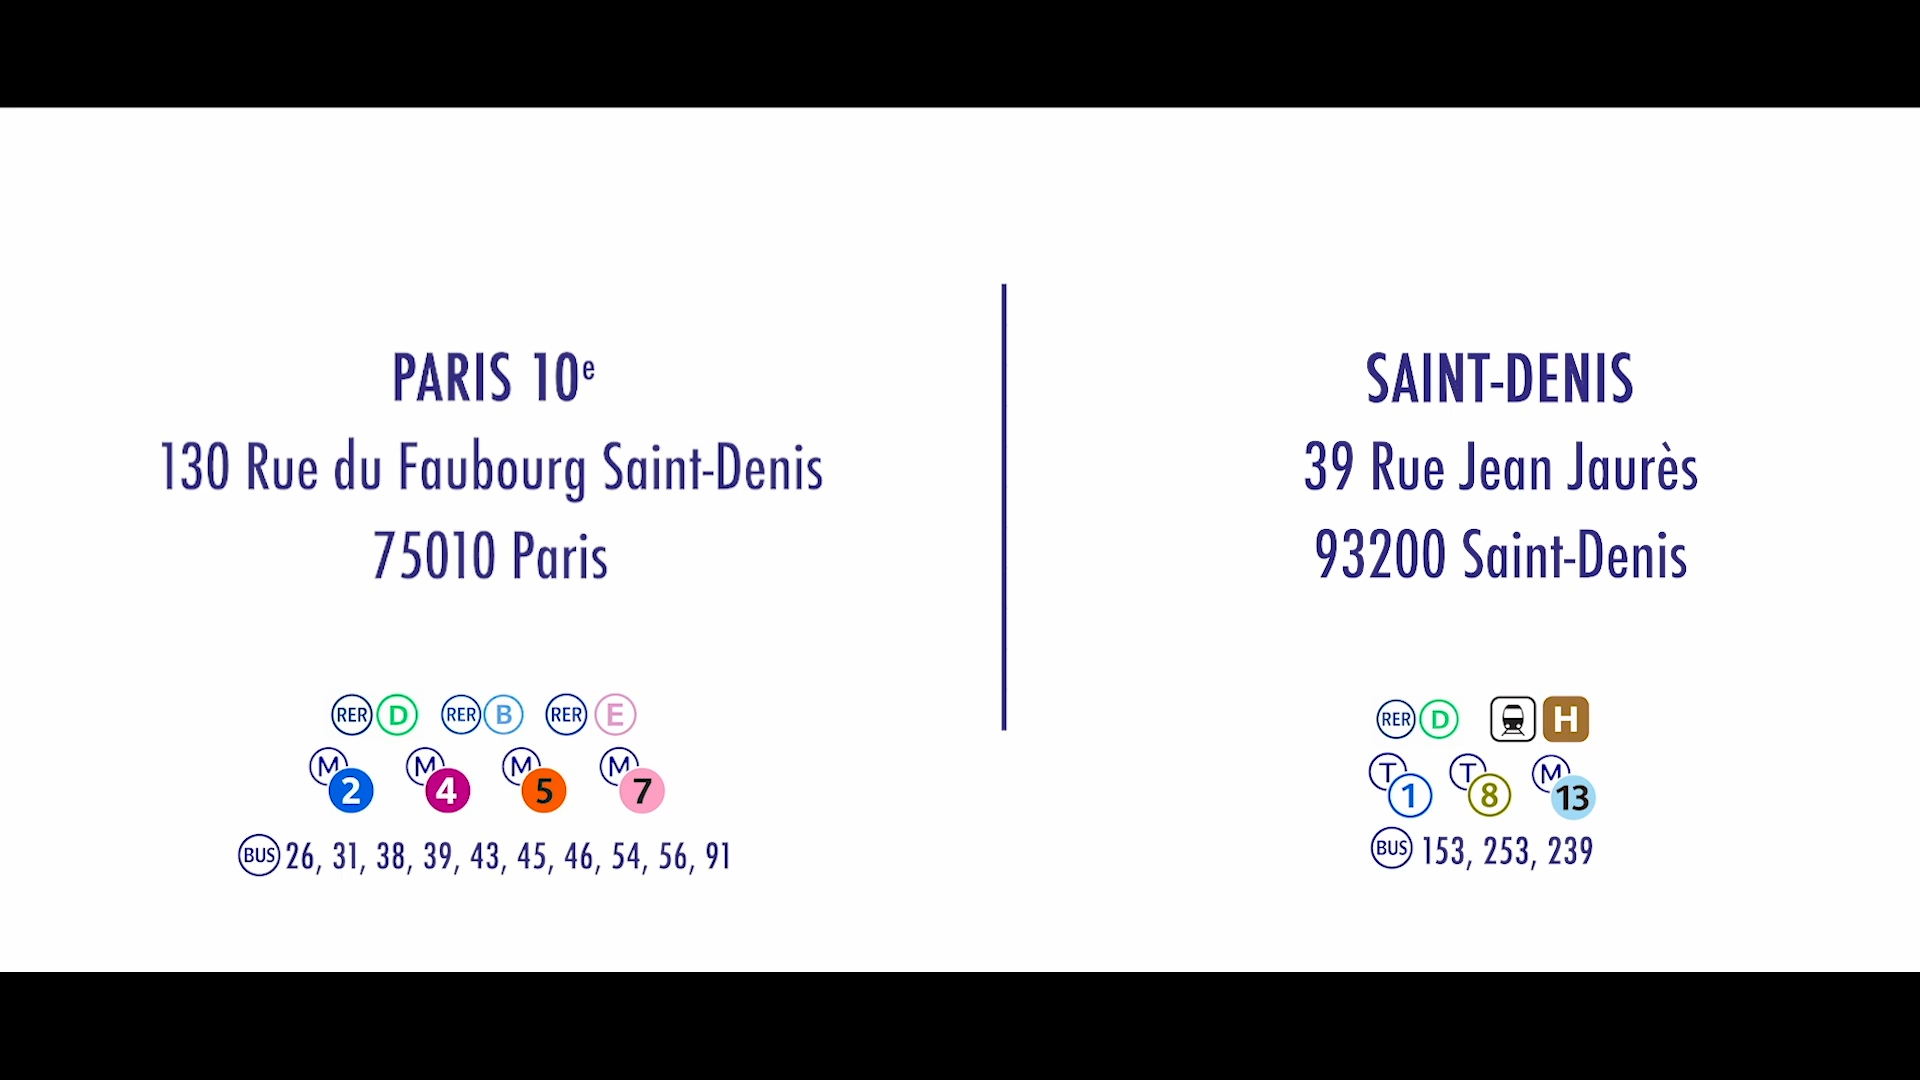 PARIS 10e
130 Rue du Faubourg Saint-Denis
75010 Paris
RER D RER B RER E
M 2 M 4 M 5 M 7
BUS 26, 31, 38, 39, 43, 45, 46, 54, 56, 91
SAINT-DENIS
39 Rue Jean Jaurès
93200 Saint-Denis
RER D H
T 1 T 8 M 13
BUS 153, 253, 239